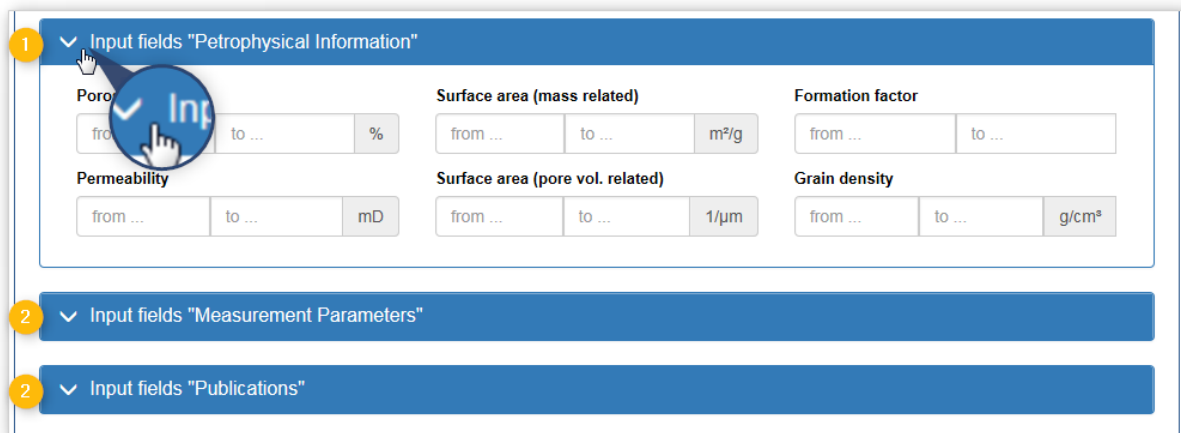 1
Input fields "Petrophysical Information"
Inp
Poro
Surface area (mass related)
Formation factor
fro
to ...
%
from ...
to ...
m²/g
from ...
to ...
Permeability
Surface area (pore vol. related)
Grain density
from ...
to ...
mD
from ...
to ...
1/µm
from ...
to ...
g/cm³
2
Input fields "Measurement Parameters"
2
Input fields "Publications"